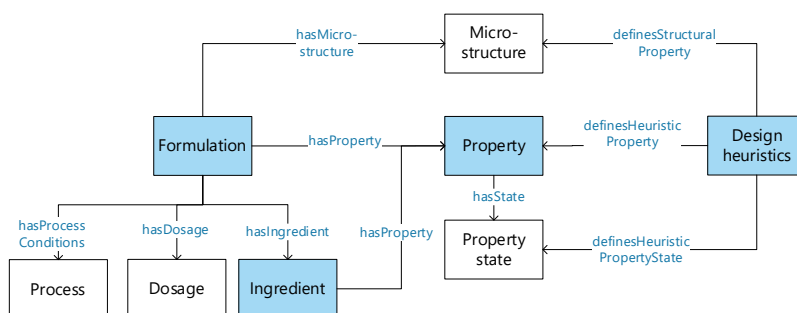 hasMicro-
structure
Micro-
structure
definesStructural
Property
Formulation
hasProperty
Property
definesHeuristic
Property
Design
heuristics
hasState
hasProcess
Conditions
hasDosage
hasIngredient
hasProperty
Property
state
definesHeuristic
PropertyState
Process
Dosage
Ingredient